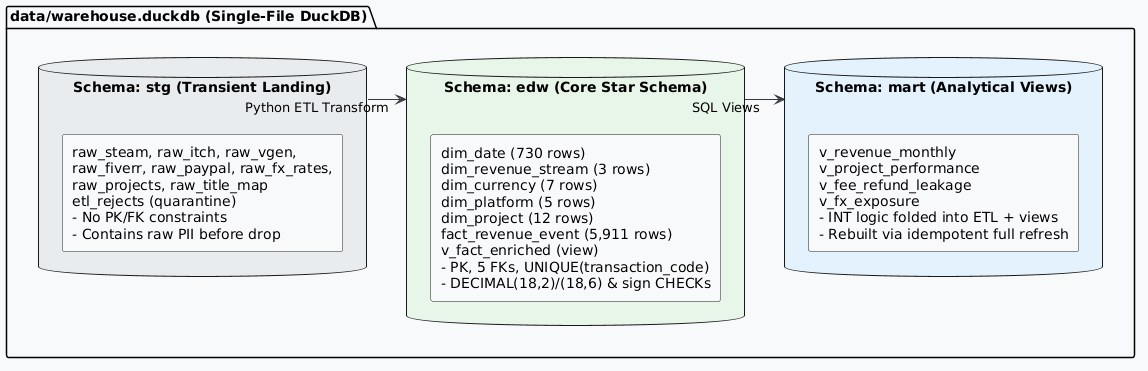 data/warehouse.duckdb (Single-File DuckDB)
Schema: stg (Transient Landing)
raw_steam, raw_itch, raw_vgen,
raw_fiverr, raw_paypal, raw_fx_rates,
raw_projects, raw_title_map
etl_rejects (quarantine)
- No PK/FK constraints
- Contains raw PII before drop
Python ETL Transform
Schema: edw (Core Star Schema)
dim_date (730 rows)
dim_revenue_stream (3 rows)
dim_currency (7 rows)
dim_platform (5 rows)
dim_project (12 rows)
fact_revenue_event (5,911 rows)
v_fact_enriched (view)
- PK, 5 FKs, UNIQUE(transaction_code)
- DECIMAL(18,2)/(18,6) & sign CHECKs
SQL Views
Schema: mart (Analytical Views)
v_revenue_monthly
v_project_performance
v_fee_refund_leakage
v_fx_exposure
- INT logic folded into ETL + views
- Rebuilt via idempotent full refresh